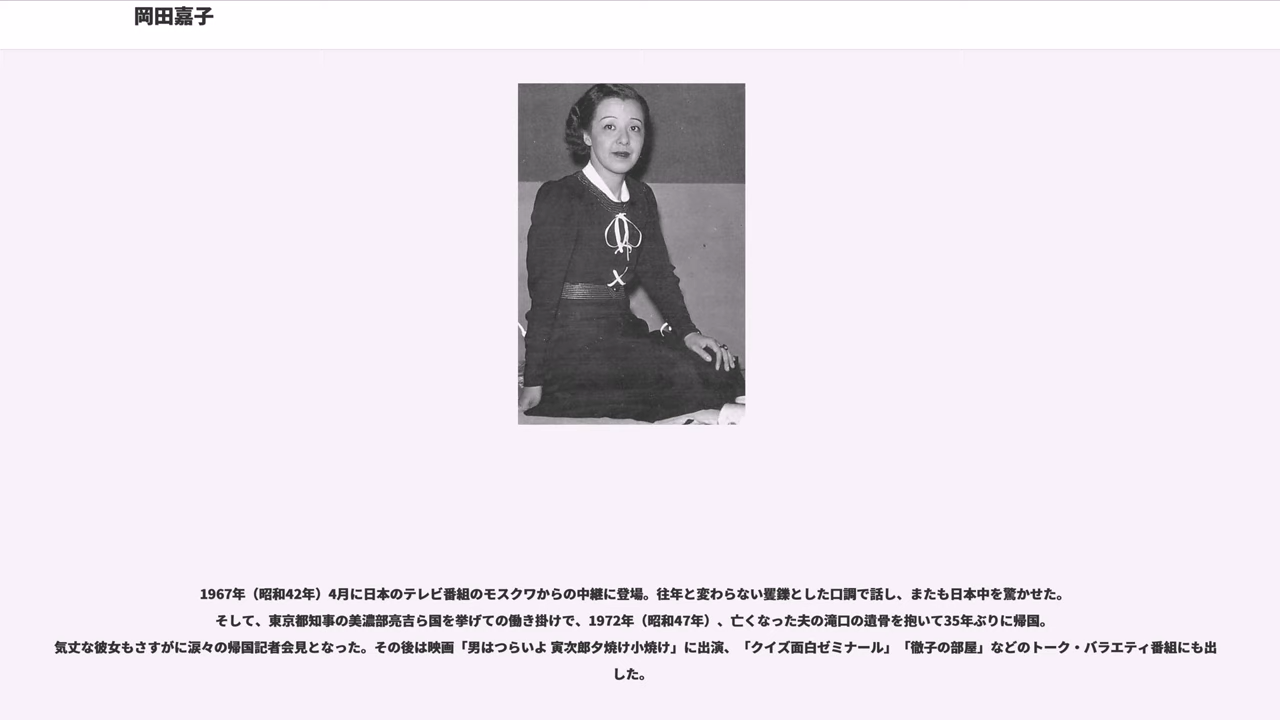 岡田嘉子
1967年（昭和42年）4月に日本のテレビ番組のモスクワからの中継に登場。往年と変わらない矍鑠とした口調で話し、またも日本中を驚かせた。
そして、東京都知事の美濃部亮吉ら国を挙げての働き掛けで、1972年（昭和47年）、亡くなった夫の滝口の遺骨を抱いて35年ぶりに帰国。
気丈な彼女もさすがに涙々の帰国記者会見となった。その後は映画「男はつらいよ 寅次郎夕焼け小焼け」に出演、「クイズ面白ゼミナール」「徹子の部屋」などのトーク・バラエティ番組にも出
した。